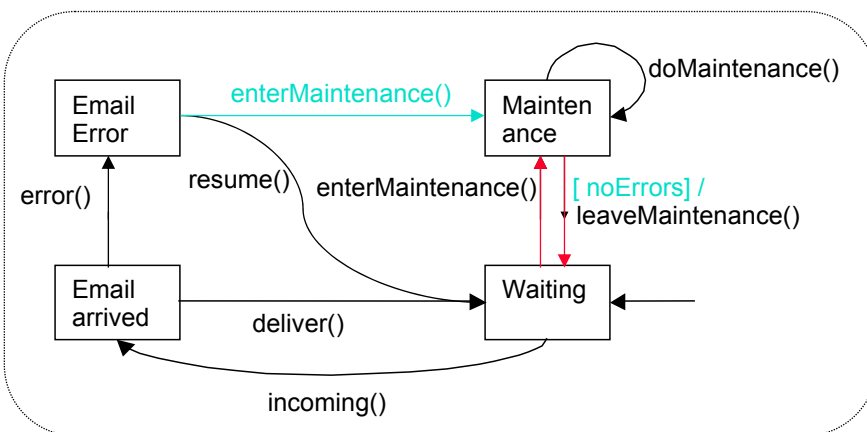 doMaintenance()
Email
Error
enterMaintenance()
Mainten
ance
error()
resume()
enterMaintenance()
[ noErrors] /
leaveMaintenance()
Email
arrived
deliver()
Waiting
incoming()